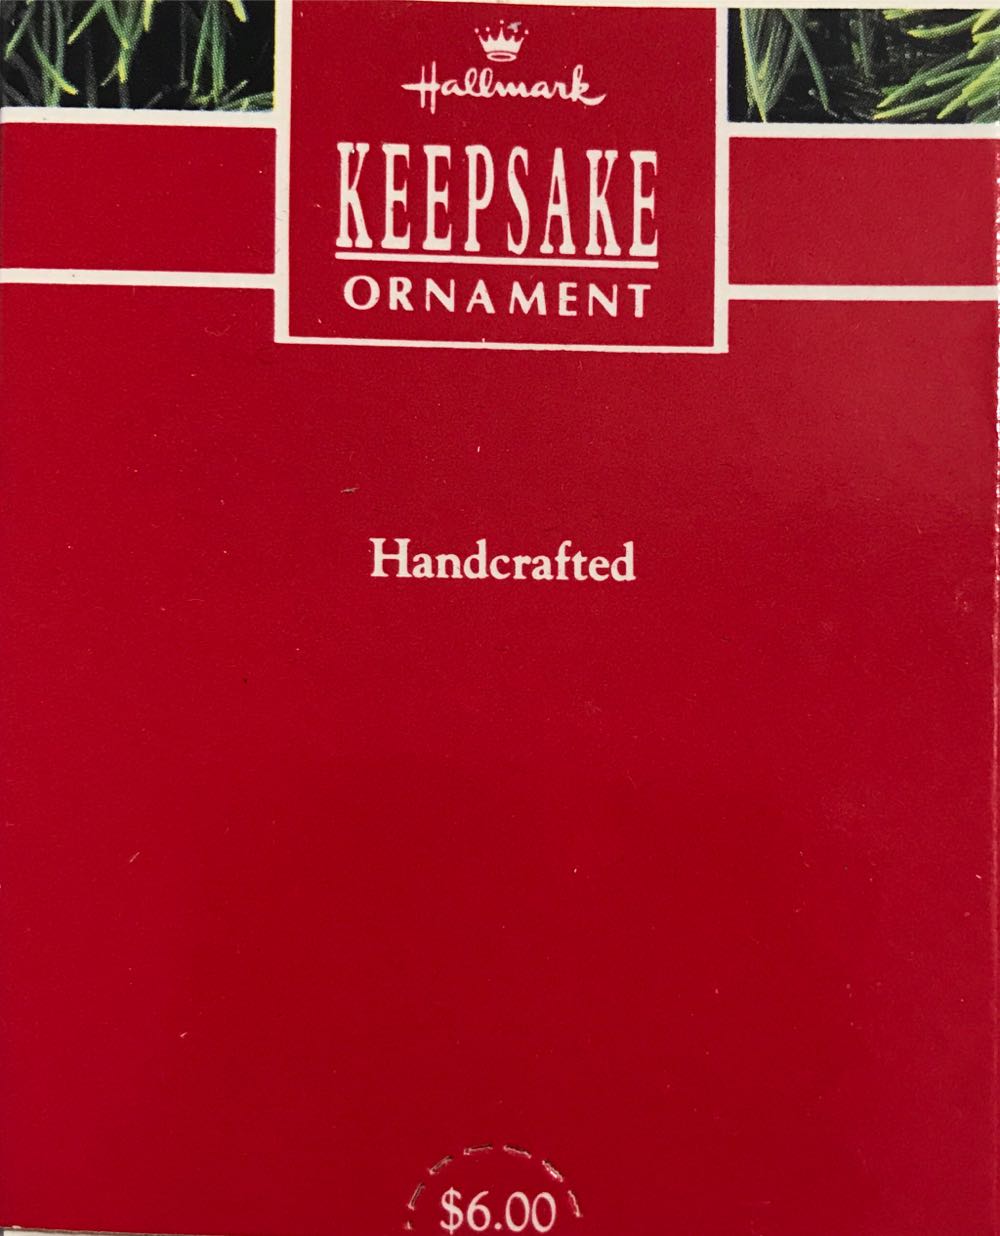 Hallmark
KEEPSAKE
ORNAMENT
Handcrafted
$6.00